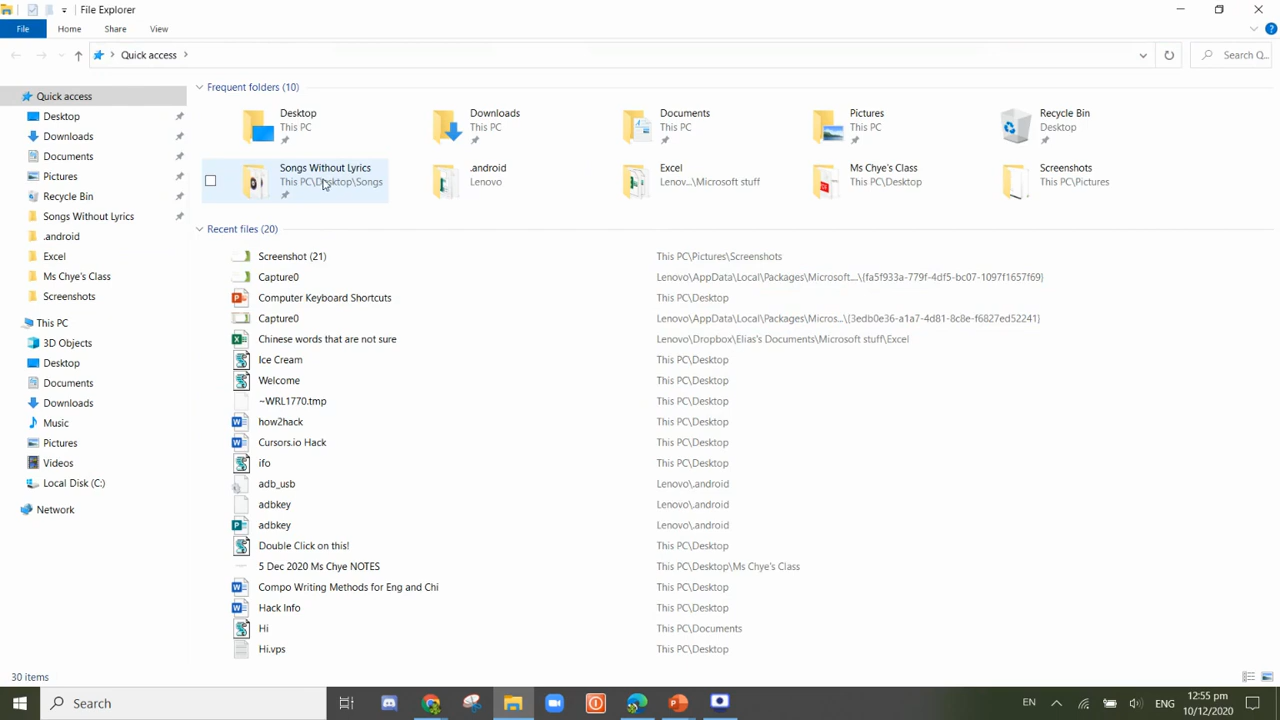 File Explorer
File Home Share View
Quick access
Search Q...
Quick access
Desktop
Downloads
Documents
Pictures
Recycle Bin
Songs Without Lyrics
.android
Excel
Ms Chye's Class
Screenshots
This PC
3D Objects
Desktop
Documents
Downloads
Music
Pictures
Videos
Local Disk (C:)
Network
Frequent folders (10)
Desktop
This PC
Downloads
This PC
Documents
This PC
Pictures
This PC
Recycle Bin
Desktop
Songs Without Lyrics
This PC\Desktop\Songs
.android
Lenovo
Excel
Lenov...\Microsoft stuff
Ms Chye's Class
This PC\Desktop
Screenshots
This PC\Pictures
Recent files (20)
Screenshot (21) This PC\Pictures\Screenshots
Capture0 Lenovo\AppData\Local\Packages\Microsoft....\{fa5f933a-779f-4df5-bc07-1097f1657f69}
Computer Keyboard Shortcuts This PC\Desktop
Capture0 Lenovo\AppData\Local\Packages\Micros...\{3edb0e36-a1a7-4d81-8c8e-f6827ed52241}
Chinese words that are not sure Lenovo\Dropbox\Elias's Documents\Microsoft stuff\Excel
Ice Cream This PC\Desktop
Welcome This PC\Desktop
~WRL1770.tmp This PC\Desktop
how2hack This PC\Desktop
Cursors.io Hack This PC\Desktop
ifo This PC\Desktop
adb_usb Lenovo\.android
adbkey Lenovo\.android
adbkey Lenovo\.android
Double Click on this! This PC\Desktop
5 Dec 2020 Ms Chye NOTES This PC\Desktop\Ms Chye's Class
Compo Writing Methods for Eng and Chi This PC\Desktop
Hack Info This PC\Desktop
Hi This PC\Documents
Hi.vps This PC\Desktop
30 items
Search
EN
ENG
12:55 pm
10/12/2020